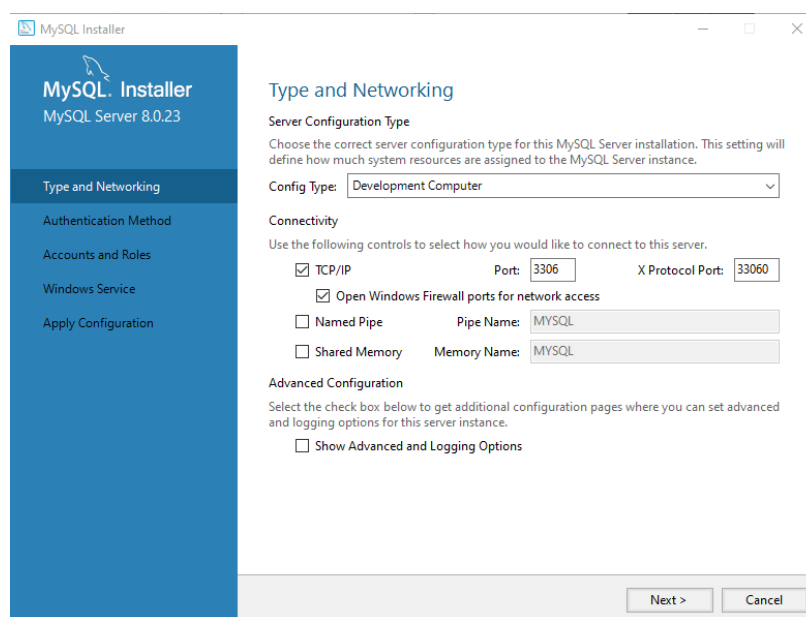 MySQL Installer
MySQL. Installer
MySQL Server 8.0.23
Type and Networking
Authentication Method
Accounts and Roles
Windows Service
Apply Configuration
Type and Networking
Server Configuration Type
Choose the correct server configuration type for this MySQL Server installation. This setting will
define how much system resources are assigned to the MySQL Server instance.
Config Type: Development Computer
Connectivity
Use the following controls to select how you would like to connect to this server.
TCP/IP Port: 3306 X Protocol Port: 33060
Open Windows Firewall ports for network access
Named Pipe Pipe Name: MYSQL
Shared Memory Memory Name: MYSQL
Advanced Configuration
Select the check box below to get additional configuration pages where you can set advanced
and logging options for this server instance.
Show Advanced and Logging Options
Next > Cancel